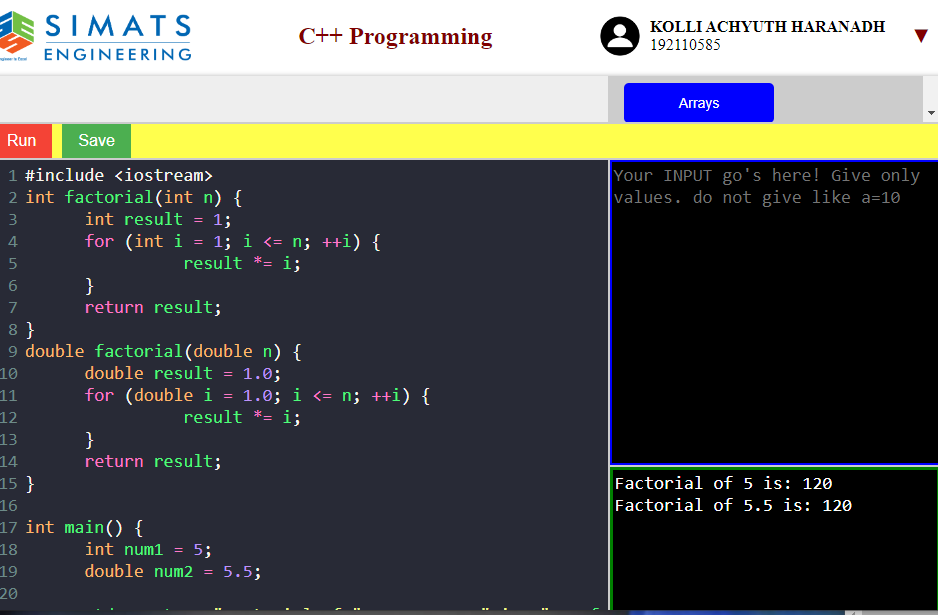 SIMATS
ENGINEERING
C++ Programming
KOLLI ACHYUTH HARANADH
192110585
Arrays
Run
Save
1 #include <iostream>
2 int factorial(int n) {
3 int result = 1;
4 for (int i = 1; i <= n; ++i) {
5 result *= i;
6 }
7 return result;
8 }
9 double factorial(double n) {
10 double result = 1.0;
11 for (double i = 1.0; i <= n; ++i) {
12 result *= i;
13 }
14 return result;
15 }
16
17 int main() {
18 int num1 = 5;
19 double num2 = 5.5;
20
Your INPUT go's here! Give only
values. do not give like a=10
Factorial of 5 is: 120
Factorial of 5.5 is: 120